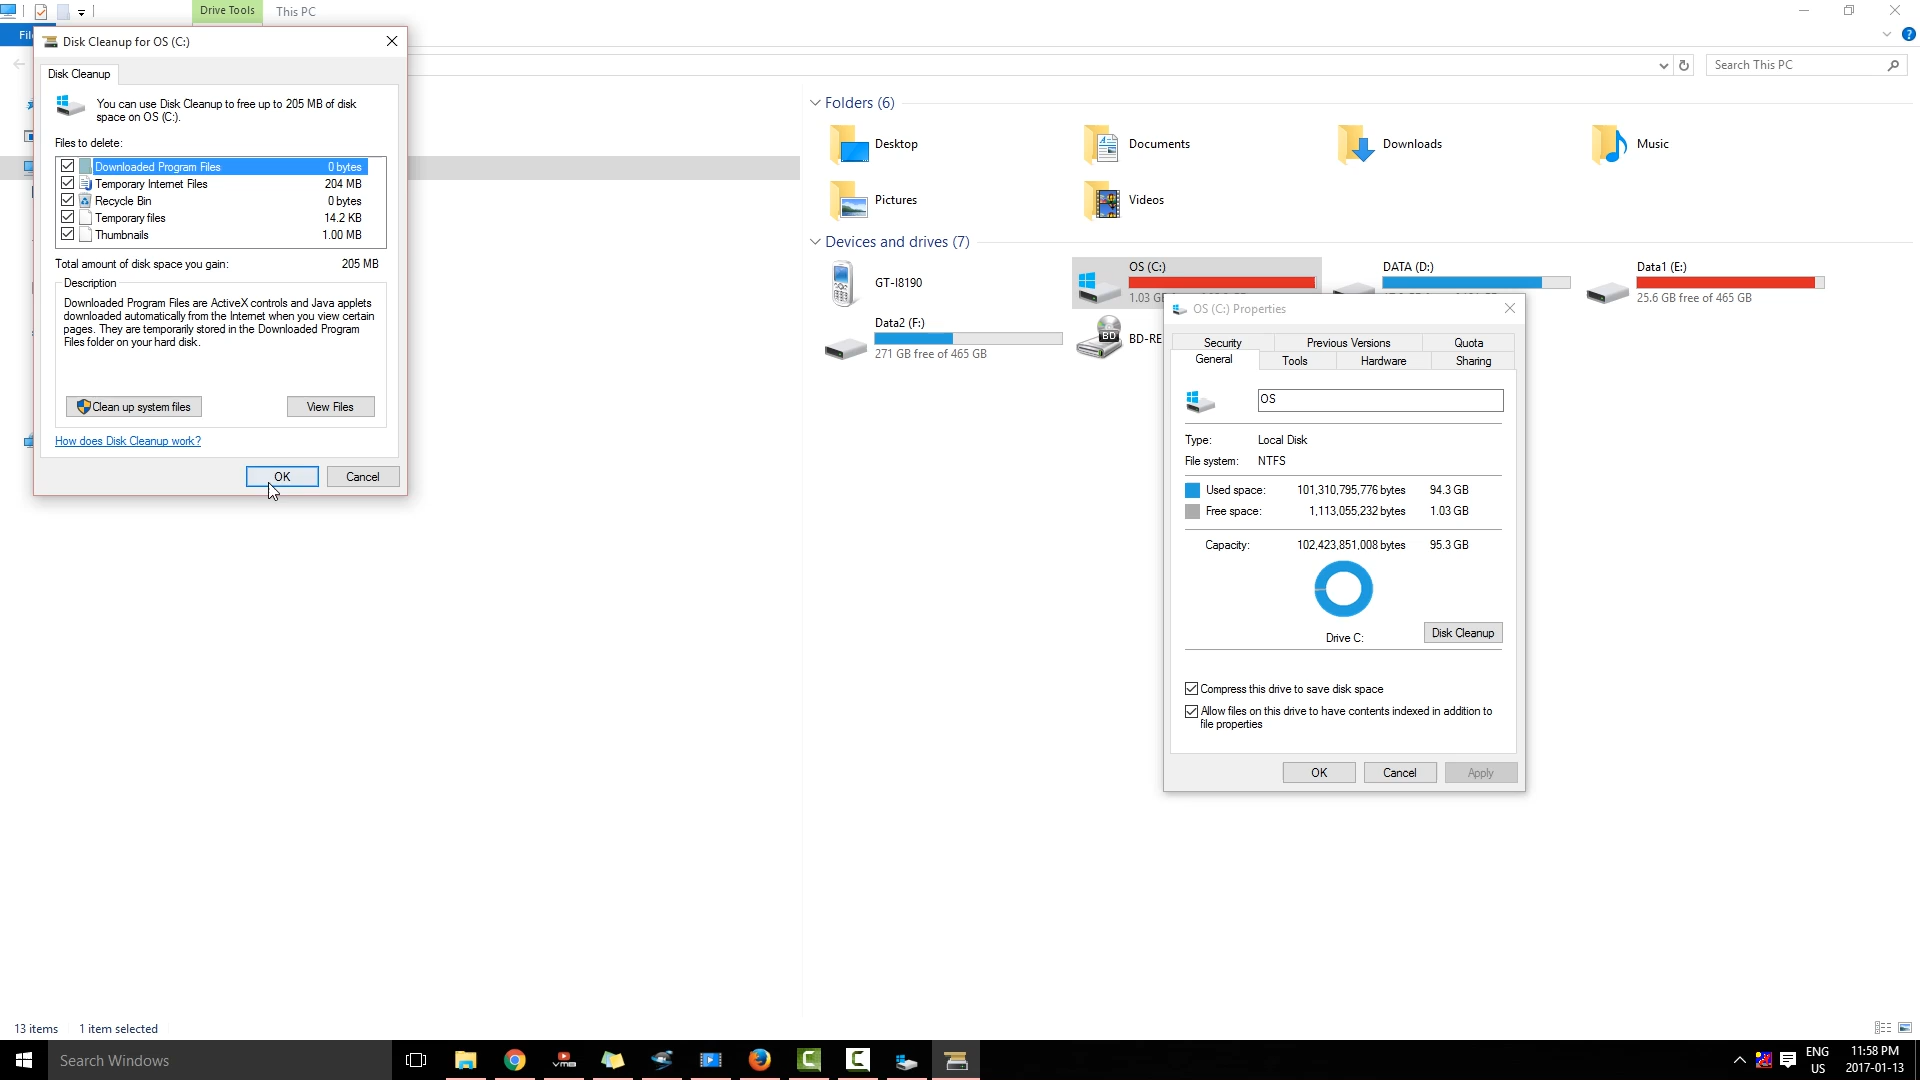 Drive Tools
This PC
Fil
Search This PC
Disk Cleanup for OS (C:)
Disk Cleanup
You can use Disk Cleanup to free up to 205 MB of disk
space on OS (C:).
Files to delete:
Downloaded Program Files 0 bytes
Temporary Internet Files 204 MB
Recycle Bin 0 bytes
Temporary files 14.2 KB
Thumbnails 1.00 MB
Total amount of disk space you gain: 205 MB
Description
Downloaded Program Files are ActiveX controls and Java applets
downloaded automatically from the Internet when you view certain
pages. They are temporarily stored in the Downloaded Program
Files folder on your hard disk.
Clean up system files
View Files
How does Disk Cleanup work?
OK
Cancel
Folders (6)
Desktop
Documents
Downloads
Music
Pictures
Videos
Devices and drives (7)
GT-I8190
OS (C:)
DATA (D:)
Data1 (E:)
25.6 GB free of 465 GB
Data2 (F:)
271 GB free of 465 GB
BD
BD-RE
OS (C:) Properties
Security
Previous Versions
Quota
General
Tools
Hardware
Sharing
OS
Type: Local Disk
File system: NTFS
Used space: 101,310,795,776 bytes 94.3 GB
Free space: 1,113,055,232 bytes 1.03 GB
Capacity: 102,423,851,008 bytes 95.3 GB
Drive C:
Disk Cleanup
Compress this drive to save disk space
Allow files on this drive to have contents indexed in addition to
file properties
OK
Cancel
Apply
13 items
1 item selected
Search Windows
ENG
US
11:58 PM
2017-01-13